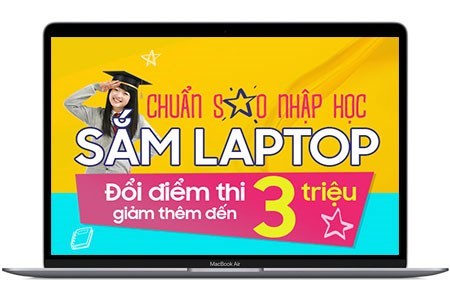 CHUẨN SAO NHẬP HỌC
SẮM LAPTOP
Đổi điểm thi
giảm thêm đến
3 triệu
MacBook Air